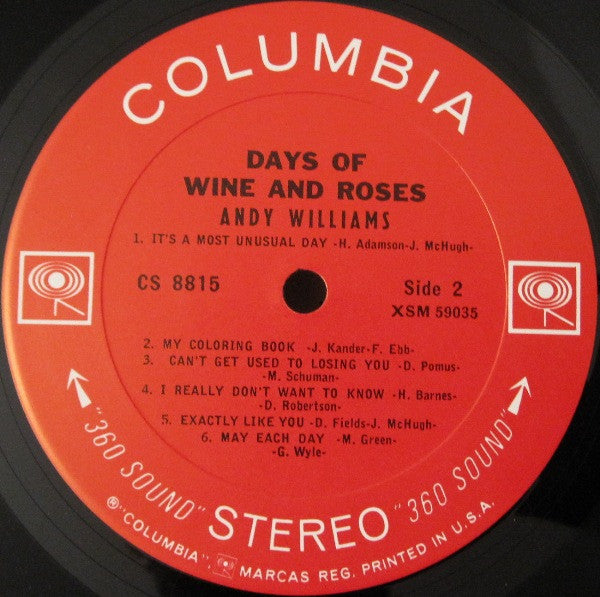 COLUMBIA
DAYS OF
WINE AND ROSES
ANDY WILLIAMS
1. IT'S A MOST UNUSUAL DAY -H. Adamson-J. McHugh-
CS 8815
Side 2
XSM 59035
2. MY COLORING BOOK -J. Kander-F. Ebb-
3. CAN'T GET USED TO LOSING YOU -D. Pomus-
-M. Schuman-
4. I REALLY DON'T WANT TO KNOW -H. Barnes-
-D. Robertson-
5. EXACTLY LIKE YOU -D. Fields-J. McHugh-
6. MAY EACH DAY -M. Green-
-G. Wyle-
"360 SOUND" STEREO "360 SOUND"
®"COLUMBIA", MARCAS REG. PRINTED IN U.S.A.